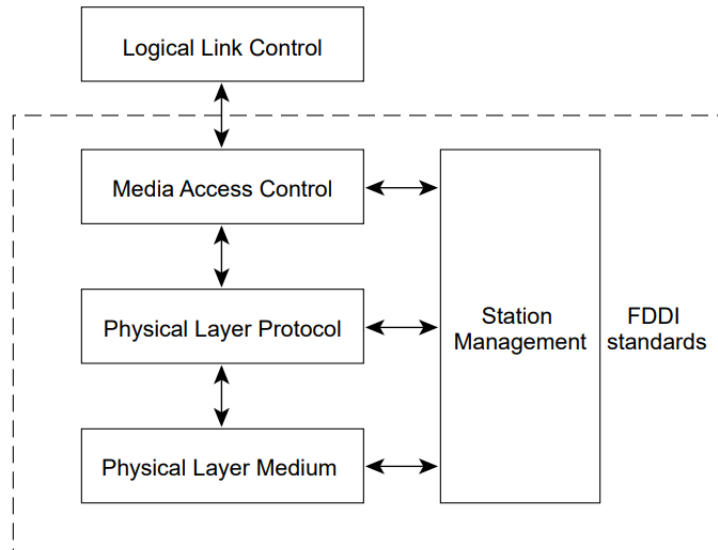 Logical Link Control
Media Access Control
Physical Layer Protocol
Physical Layer Medium
Station
Management
FDDI
standards